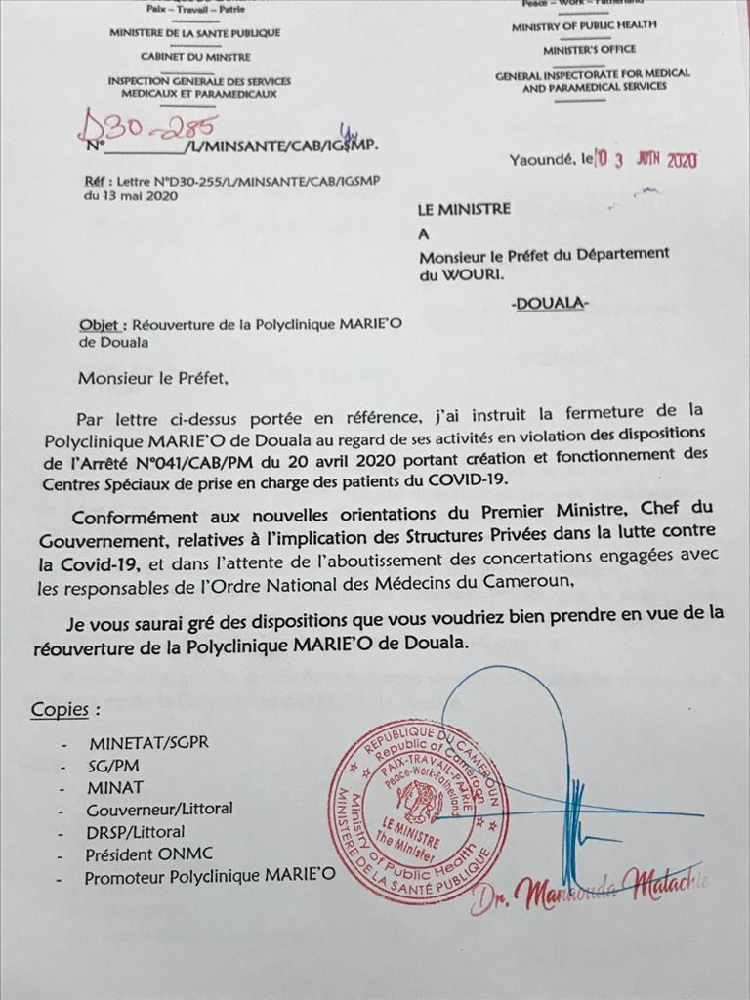 Paix – Travail – Patrie
MINISTERE DE LA SANTE PUBLIQUE
CABINET DU MINSTRE
INSPECTION GENERALE DES SERVICES
MEDICAUX ET PARAMEDICAUX
Peace – Work – Fatherland
MINISTRY OF PUBLIC HEALTH
MINISTER'S OFFICE
GENERAL INSPECTORATE FOR MEDICAL
AND PARAMEDICAL SERVICES
D30-285
N°________/L/MINSANTE/CAB/IGSMP.
Yaoundé, le 03 JUIN 2020
Réf : Lettre N°D30-255/L/MINSANTE/CAB/IGSMP
du 13 mai 2020
LE MINISTRE
A
Monsieur le Préfet du Département
du WOURI.
-DOUALA-
Objet : Réouverture de la Polyclinique MARIE'O
de Douala
Monsieur le Préfet,
Par lettre ci-dessus portée en référence, j'ai instruit la fermeture de la
Polyclinique MARIE'O de Douala au regard de ses activités en violation des dispositions
de l'Arrêté N°041/CAB/PM du 20 avril 2020 portant création et fonctionnement des
Centres Spéciaux de prise en charge des patients du COVID-19.
Conformément aux nouvelles orientations du Premier Ministre, Chef du
Gouvernement, relatives à l'implication des Structures Privées dans la lutte contre
la Covid-19, et dans l'attente de l'aboutissement des concertations engagées avec
les responsables de l'Ordre National des Médecins du Cameroun,
Je vous saurai gré des dispositions que vous voudriez bien prendre en vue de la
réouverture de la Polyclinique MARIE'O de Douala.
Copies :
- MINETAT/SGPR
- SG/PM
- MINAT
- Gouverneur/Littoral
- DRSP/Littoral
- Président ONMC
- Promoteur Polyclinique MARIE'O
REPUBLIQUE DU CAMEROUN
Republic of Cameroon
PAIX-TRAVAIL-PATRIE
Peace-Work-Fatherland
LE MINISTRE
The Minister
Ministry of Public Health
MINISTERE DE LA SANTÉ PUBLIQUE
Dr. Manaouda Malachie